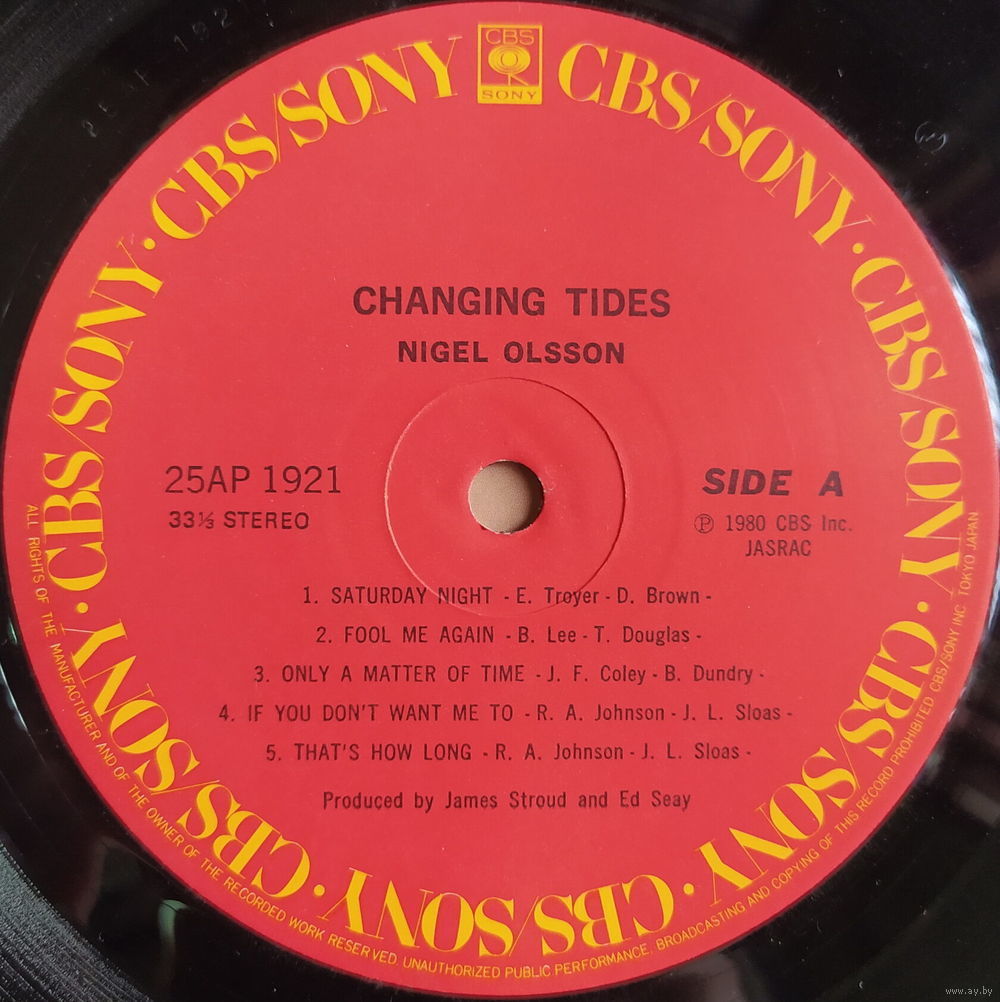 CBS
SONY
CBS/SONY · CBS/SONY · CBS/SONY · CBS/SONY · CBS/SONY · CBS/SONY · CBS/SONY · CBS/SONY · CBS/SONY
CHANGING TIDES
NIGEL OLSSON
25AP 1921
33⅓ STEREO
SIDE A
Ⓟ 1980 CBS Inc.
JASRAC
1. SATURDAY NIGHT - E. Troyer - D. Brown -
2. FOOL ME AGAIN - B. Lee - T. Douglas -
3. ONLY A MATTER OF TIME - J. F. Coley - B. Dundry -
4. IF YOU DON'T WANT ME TO - R. A. Johnson - J. L. Sloas -
5. THAT'S HOW LONG - R. A. Johnson - J. L. Sloas -
Produced by James Stroud and Ed Seay
ALL RIGHTS OF THE MANUFACTURER AND OF THE OWNER OF THE RECORDED WORK RESERVED. UNAUTHORIZED PUBLIC PERFORMANCE. BROADCASTING AND COPYING OF THIS RECORD PROHIBITED CBS/SONY INC. TOKYO JAPAN
www.ay.by